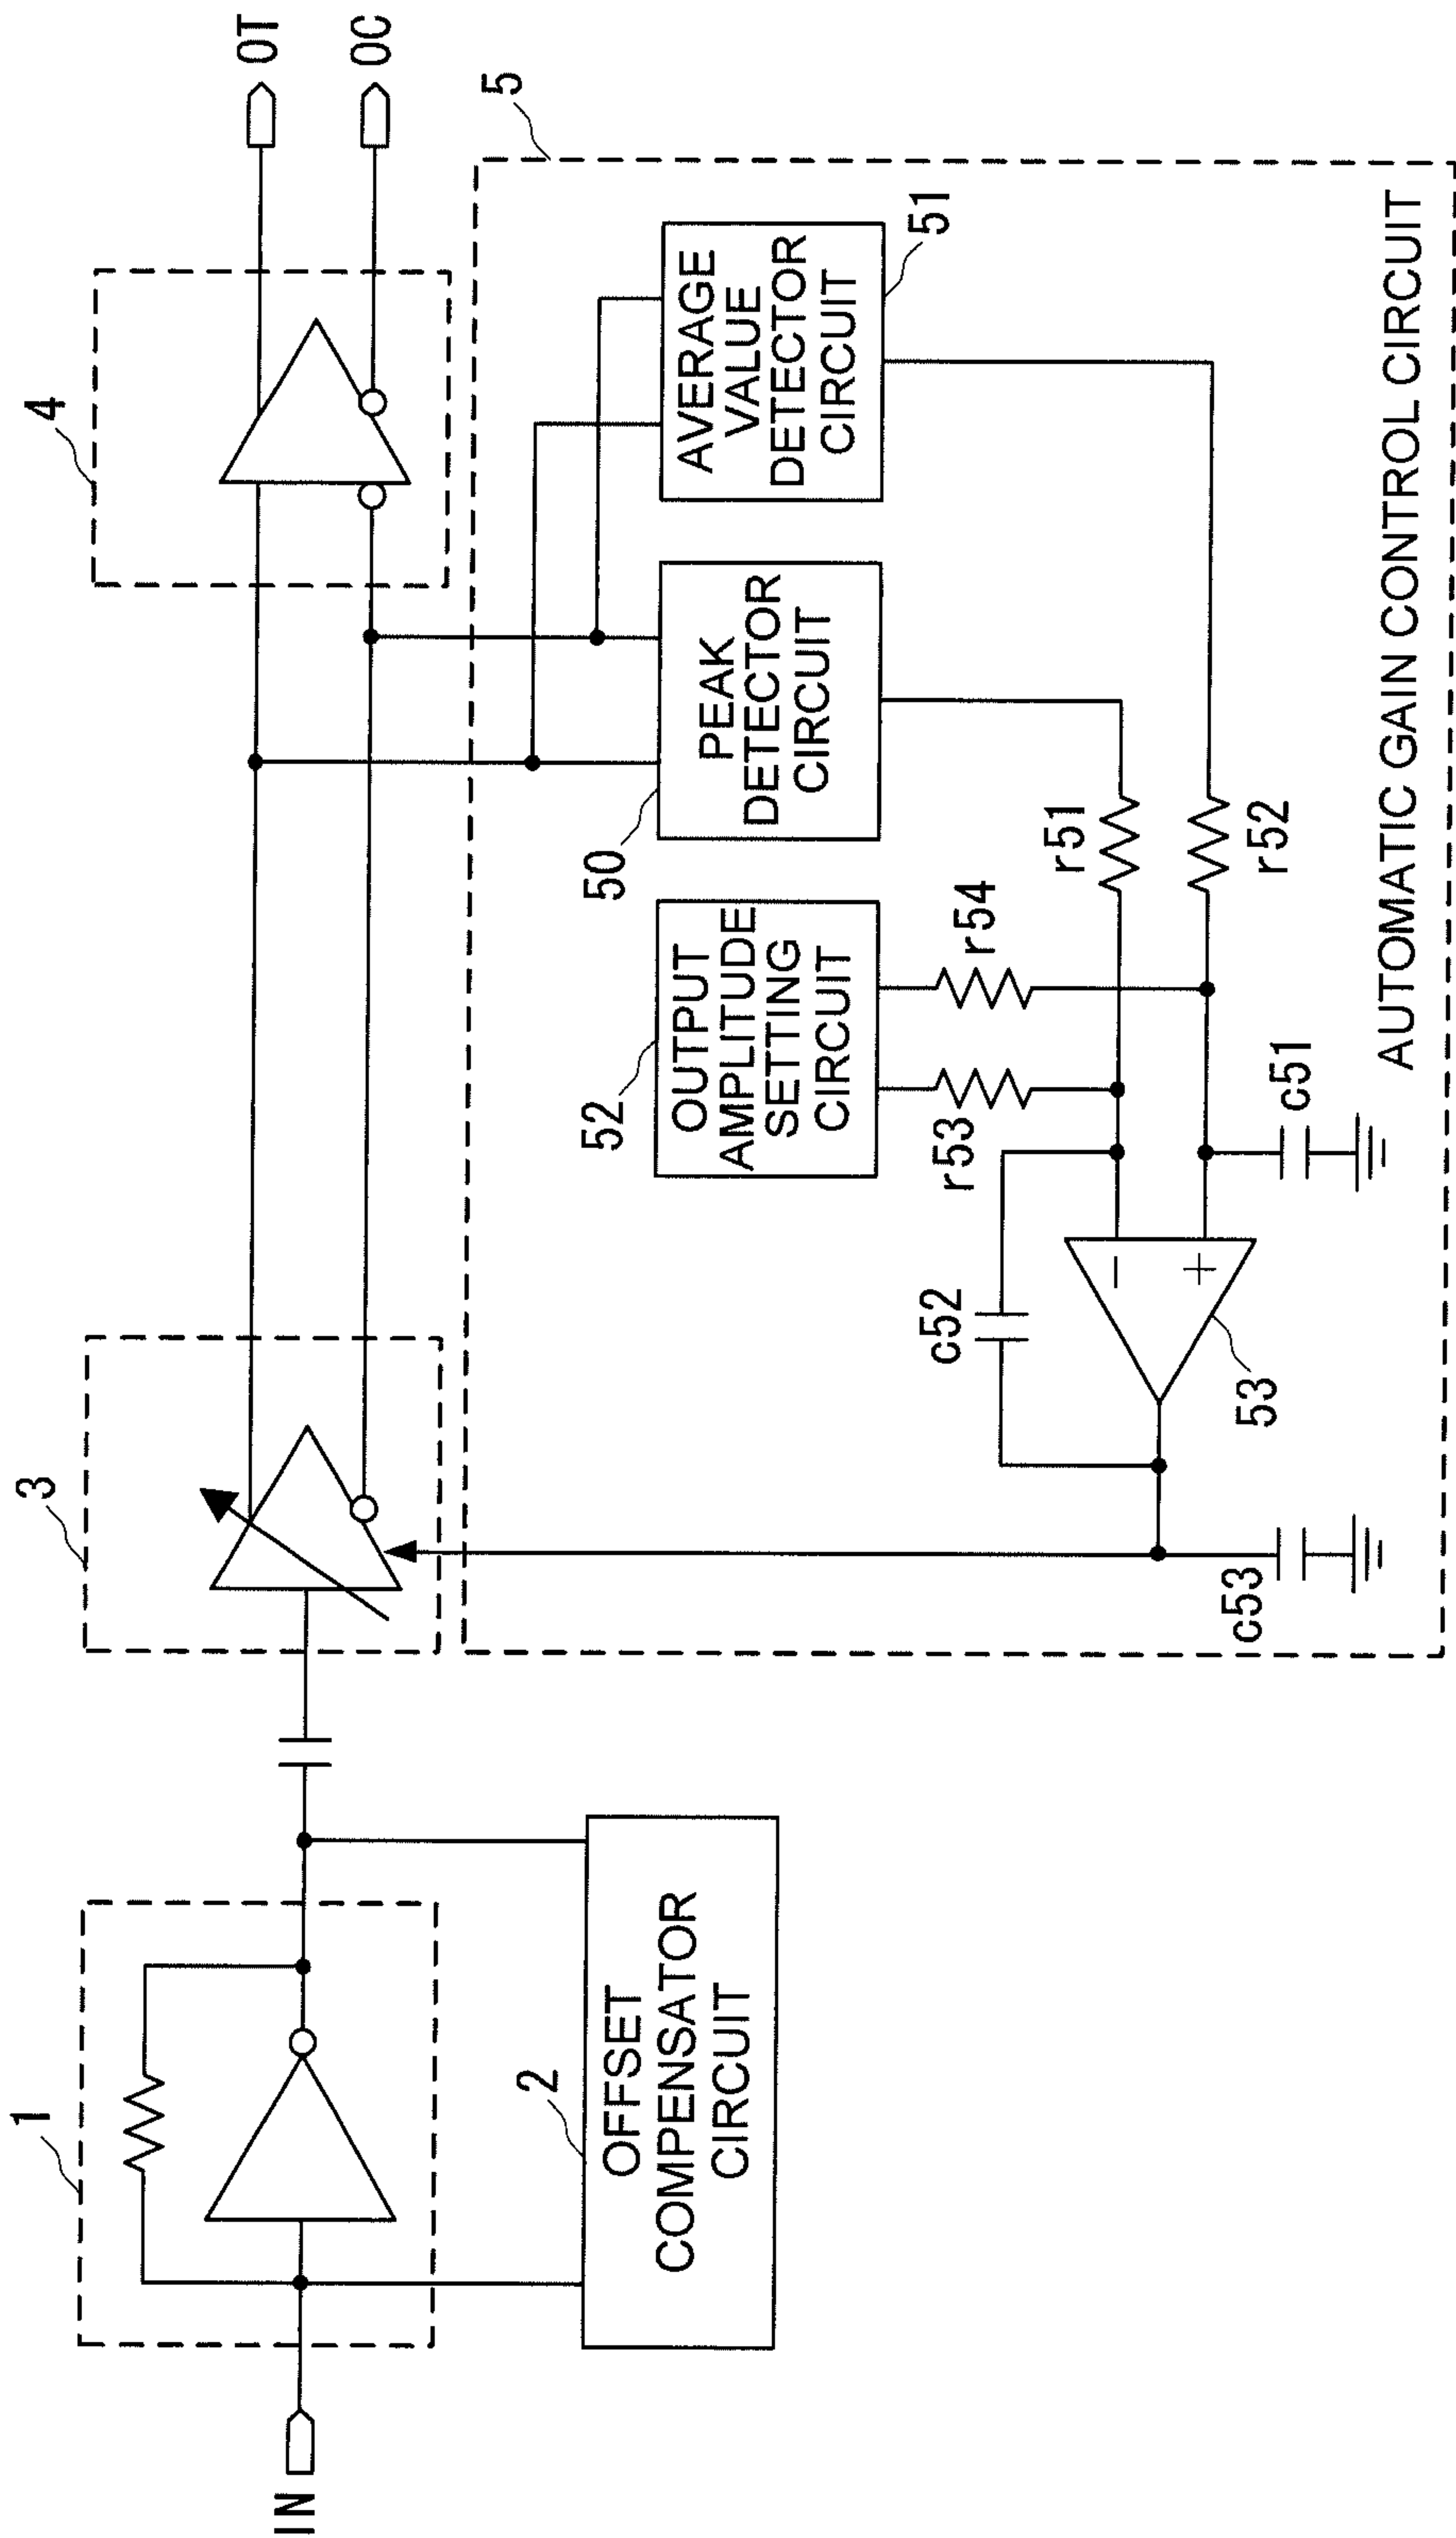 1
2
3
4
5
IN
OT
OC
OFFSET
COMPENSATOR
CIRCUIT
52
OUTPUT
AMPLITUDE
SETTING
CIRCUIT
50
PEAK
DETECTOR
CIRCUIT
51
AVERAGE
VALUE
DETECTOR
CIRCUIT
r53
r54
r51
r52
c52
−
+
53
c51
c53
AUTOMATIC GAIN CONTROL CIRCUIT